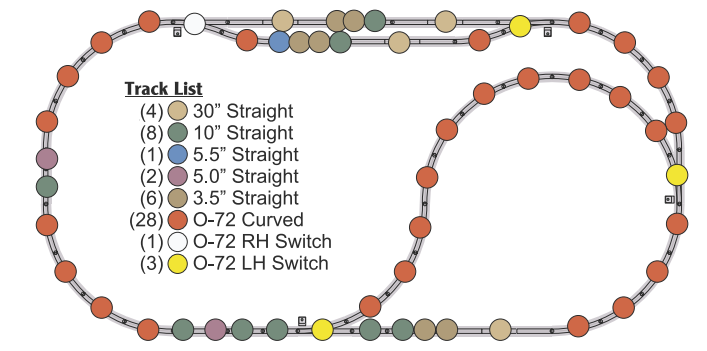 Track List
(4) 30” Straight
(8) 10” Straight
(1) 5.5” Straight
(2) 5.0” Straight
(6) 3.5” Straight
(28) O-72 Curved
(1) O-72 RH Switch
(3) O-72 LH Switch